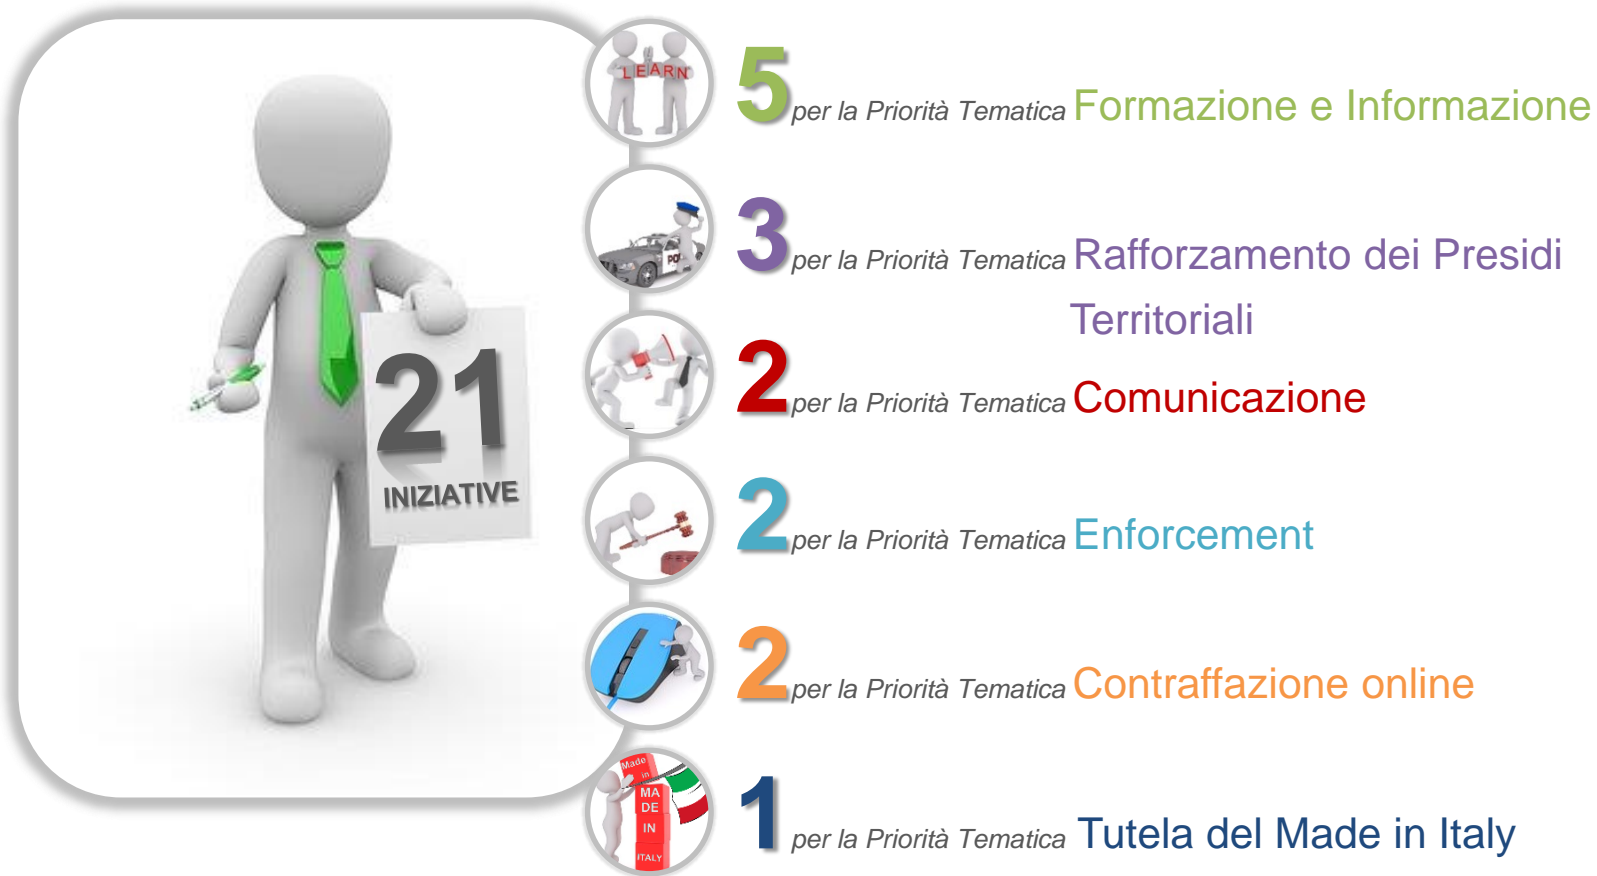 21
INIZIATIVE
LEARN
5 per la Priorità Tematica Formazione e Informazione
3 per la Priorità Tematica Rafforzamento dei Presidi
Territoriali
2 per la Priorità Tematica Comunicazione
2 per la Priorità Tematica Enforcement
2 per la Priorità Tematica Contraffazione online
Made
in
MA
DE
IN
ITALY
1 per la Priorità Tematica Tutela del Made in Italy